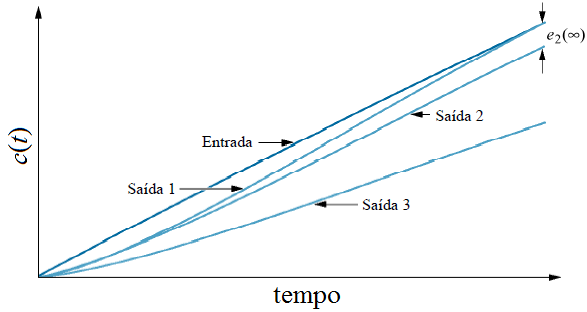 e₂(∞)
c(t)
Entrada
Saída 2
Saída 1
Saída 3
tempo